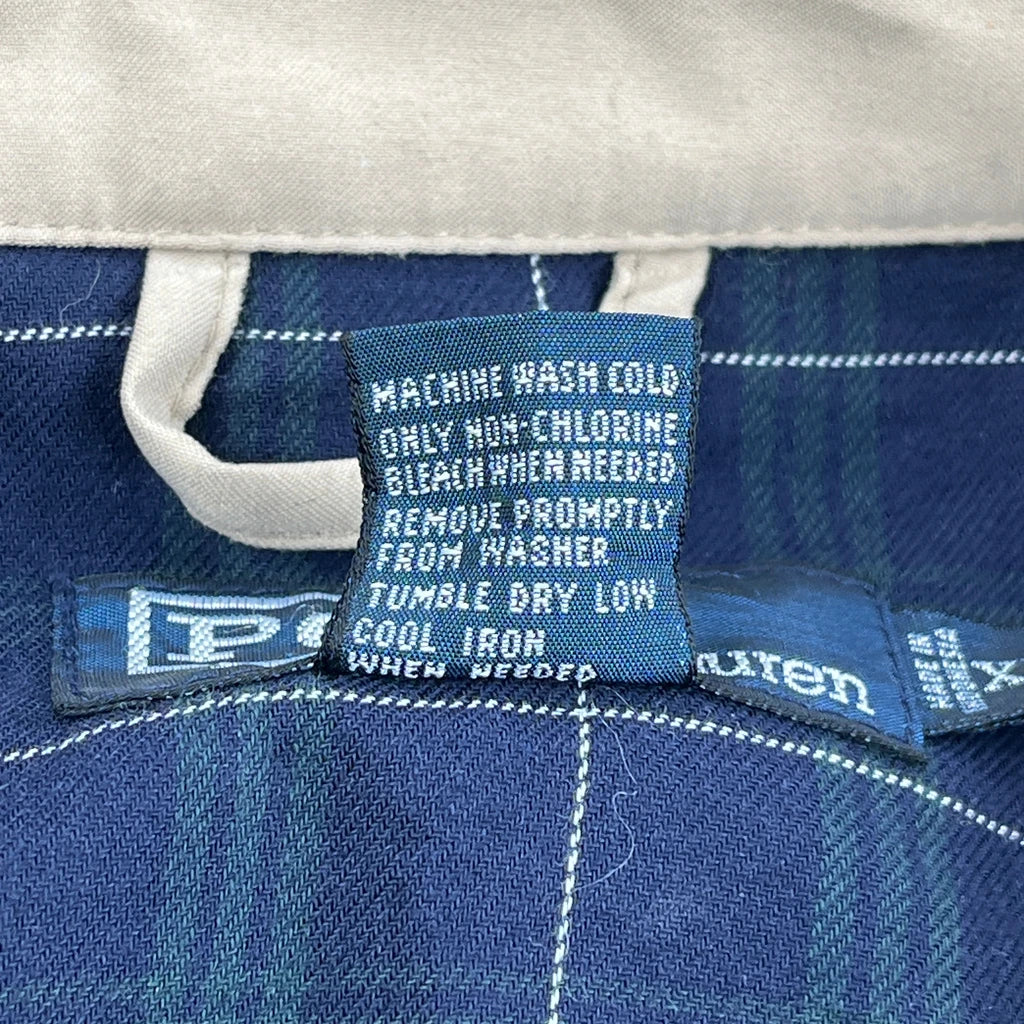 MACHINE WASH COLD
ONLY NON-CHLORINE
BLEACH WHEN NEEDED
REMOVE PROMPTLY
FROM WASHER
TUMBLE DRY LOW
COOL IRON
WHEN NEEDED
uren
X